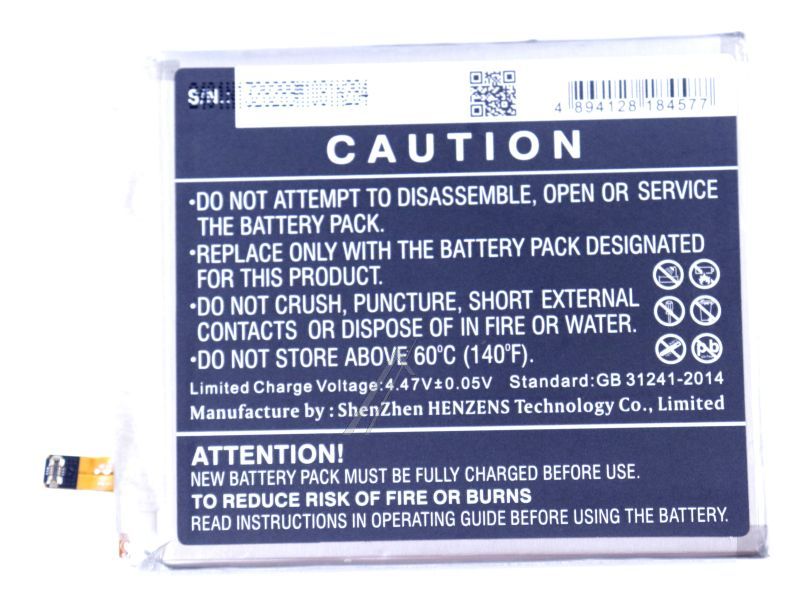 S/N.:
4 894128 184577
CAUTION
•DO NOT ATTEMPT TO DISASSEMBLE, OPEN OR SERVICE
THE BATTERY PACK.
•REPLACE ONLY WITH THE BATTERY PACK DESIGNATED
FOR THIS PRODUCT.
•DO NOT CRUSH, PUNCTURE, SHORT EXTERNAL
CONTACTS OR DISPOSE OF IN FIRE OR WATER.
•DO NOT STORE ABOVE 60°C (140°F).
Limited Charge Voltage:4.47V±0.05V Standard:GB 31241-2014
Manufacture by : ShenZhen HENZENS Technology Co., Limited
ATTENTION!
NEW BATTERY PACK MUST BE FULLY CHARGED BEFORE USE.
TO REDUCE RISK OF FIRE OR BURNS
READ INSTRUCTIONS IN OPERATING GUIDE BEFORE USING THE BATTERY.